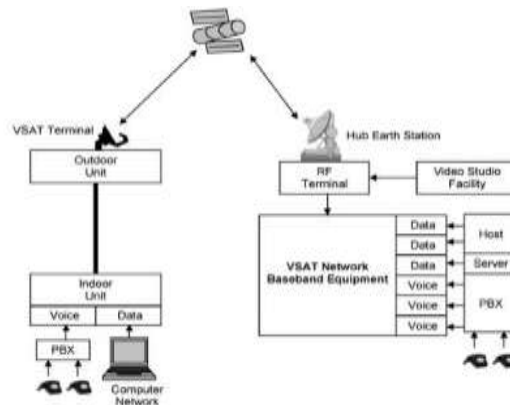 VSAT Terminal
Outdoor
Unit
Indoor
Unit
Voice
Data
PBX
Computer
Network
Hub Earth Station
RF
Terminal
Video Studio
Facility
VSAT Network
Baseband Equipment
Data
Data
Data
Voice
Voice
Voice
Host
Server
PBX